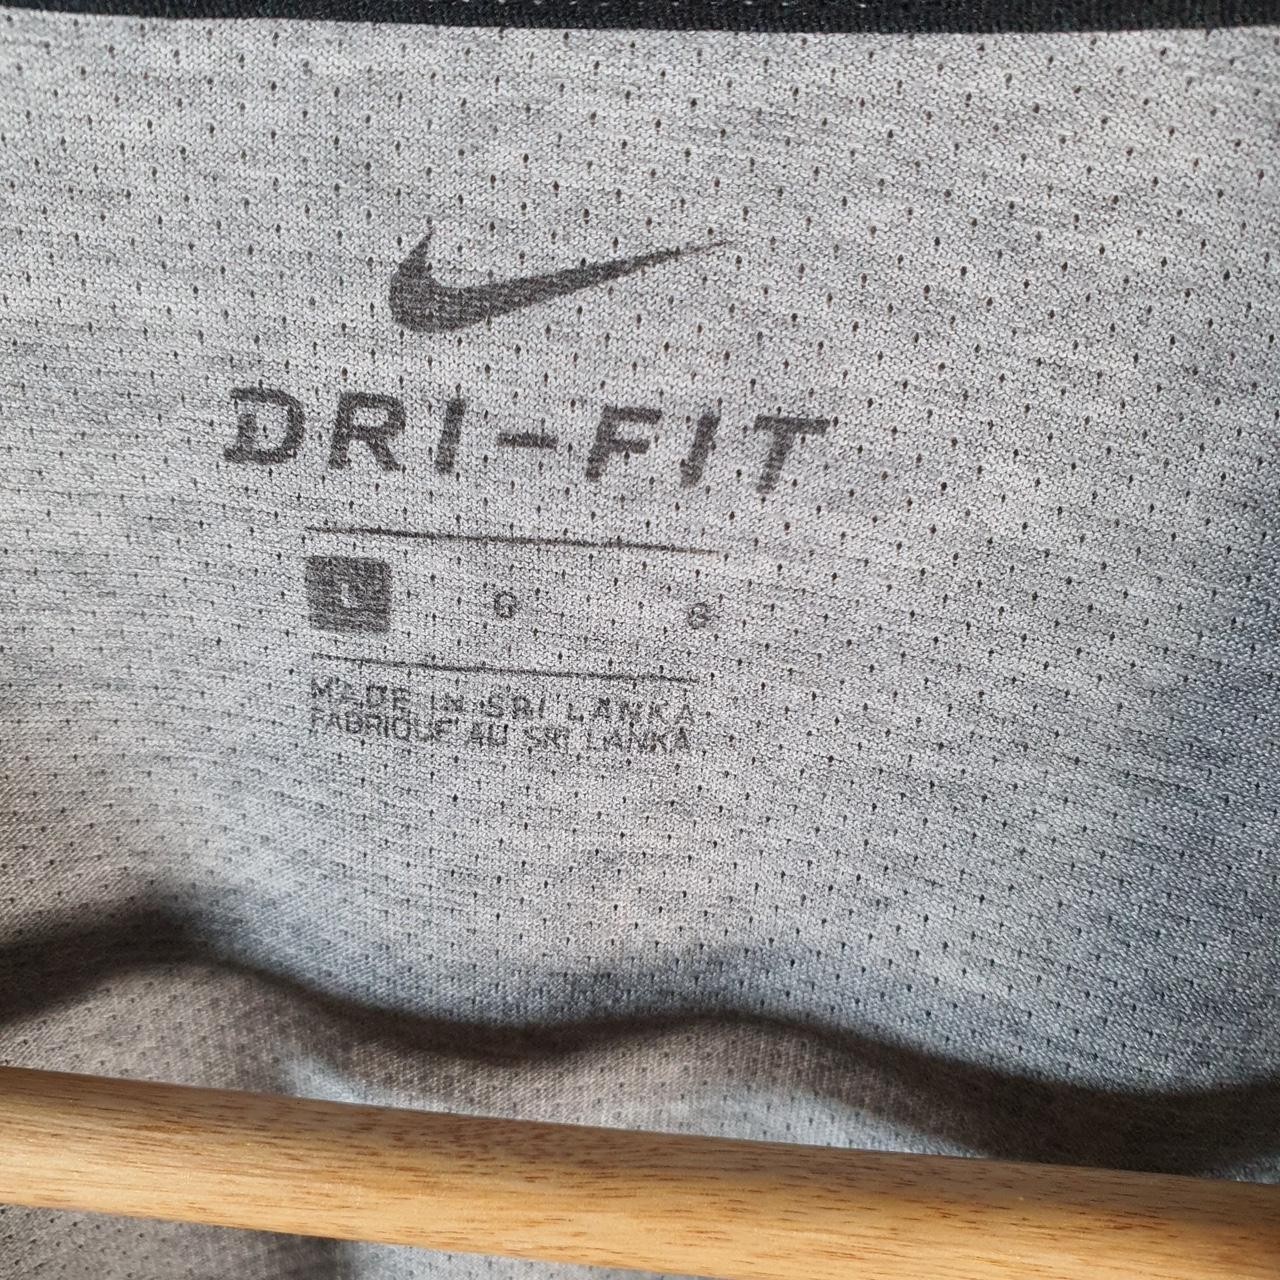 DRI-FIT
L G G
MADE IN SRI LANKA
FABRIQUE AU SRI LANKA